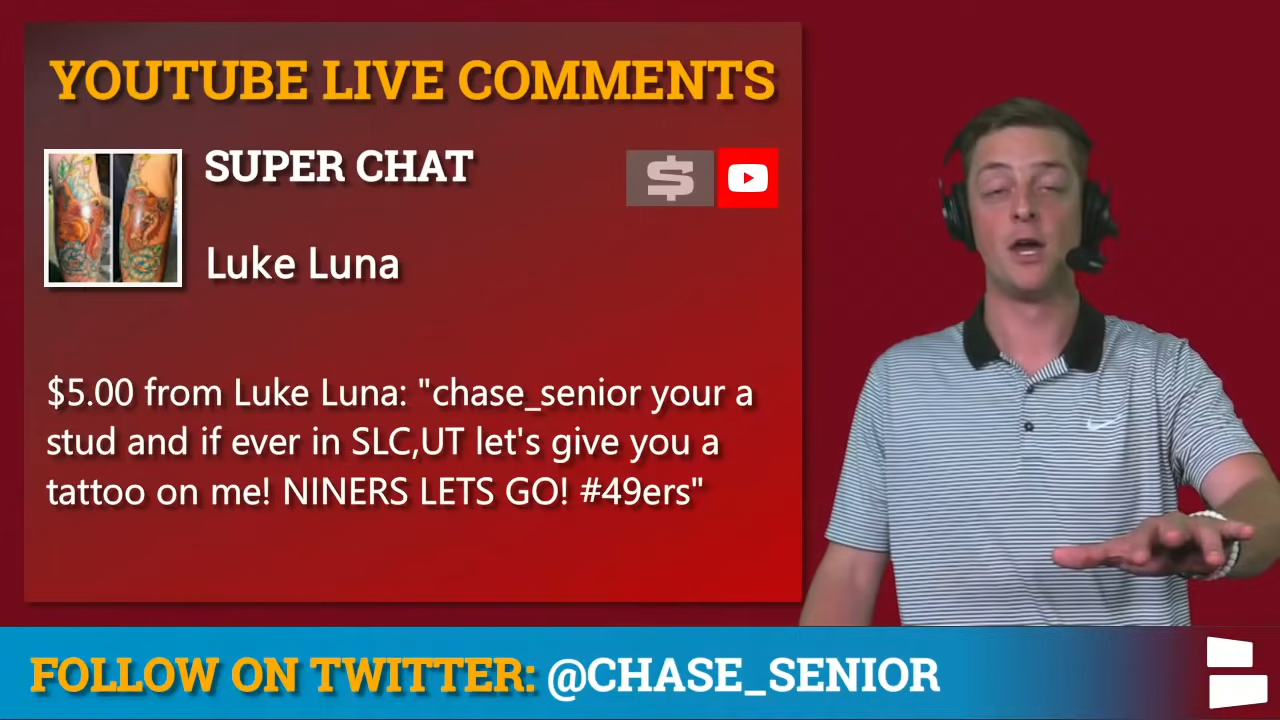 YOUTUBE LIVE COMMENTS
SUPER CHAT
$
Luke Luna
$5.00 from Luke Luna: "chase_senior your a
stud and if ever in SLC,UT let's give you a
tattoo on me! NINERS LETS GO! #49ers"
FOLLOW ON TWITTER: @CHASE_SENIOR